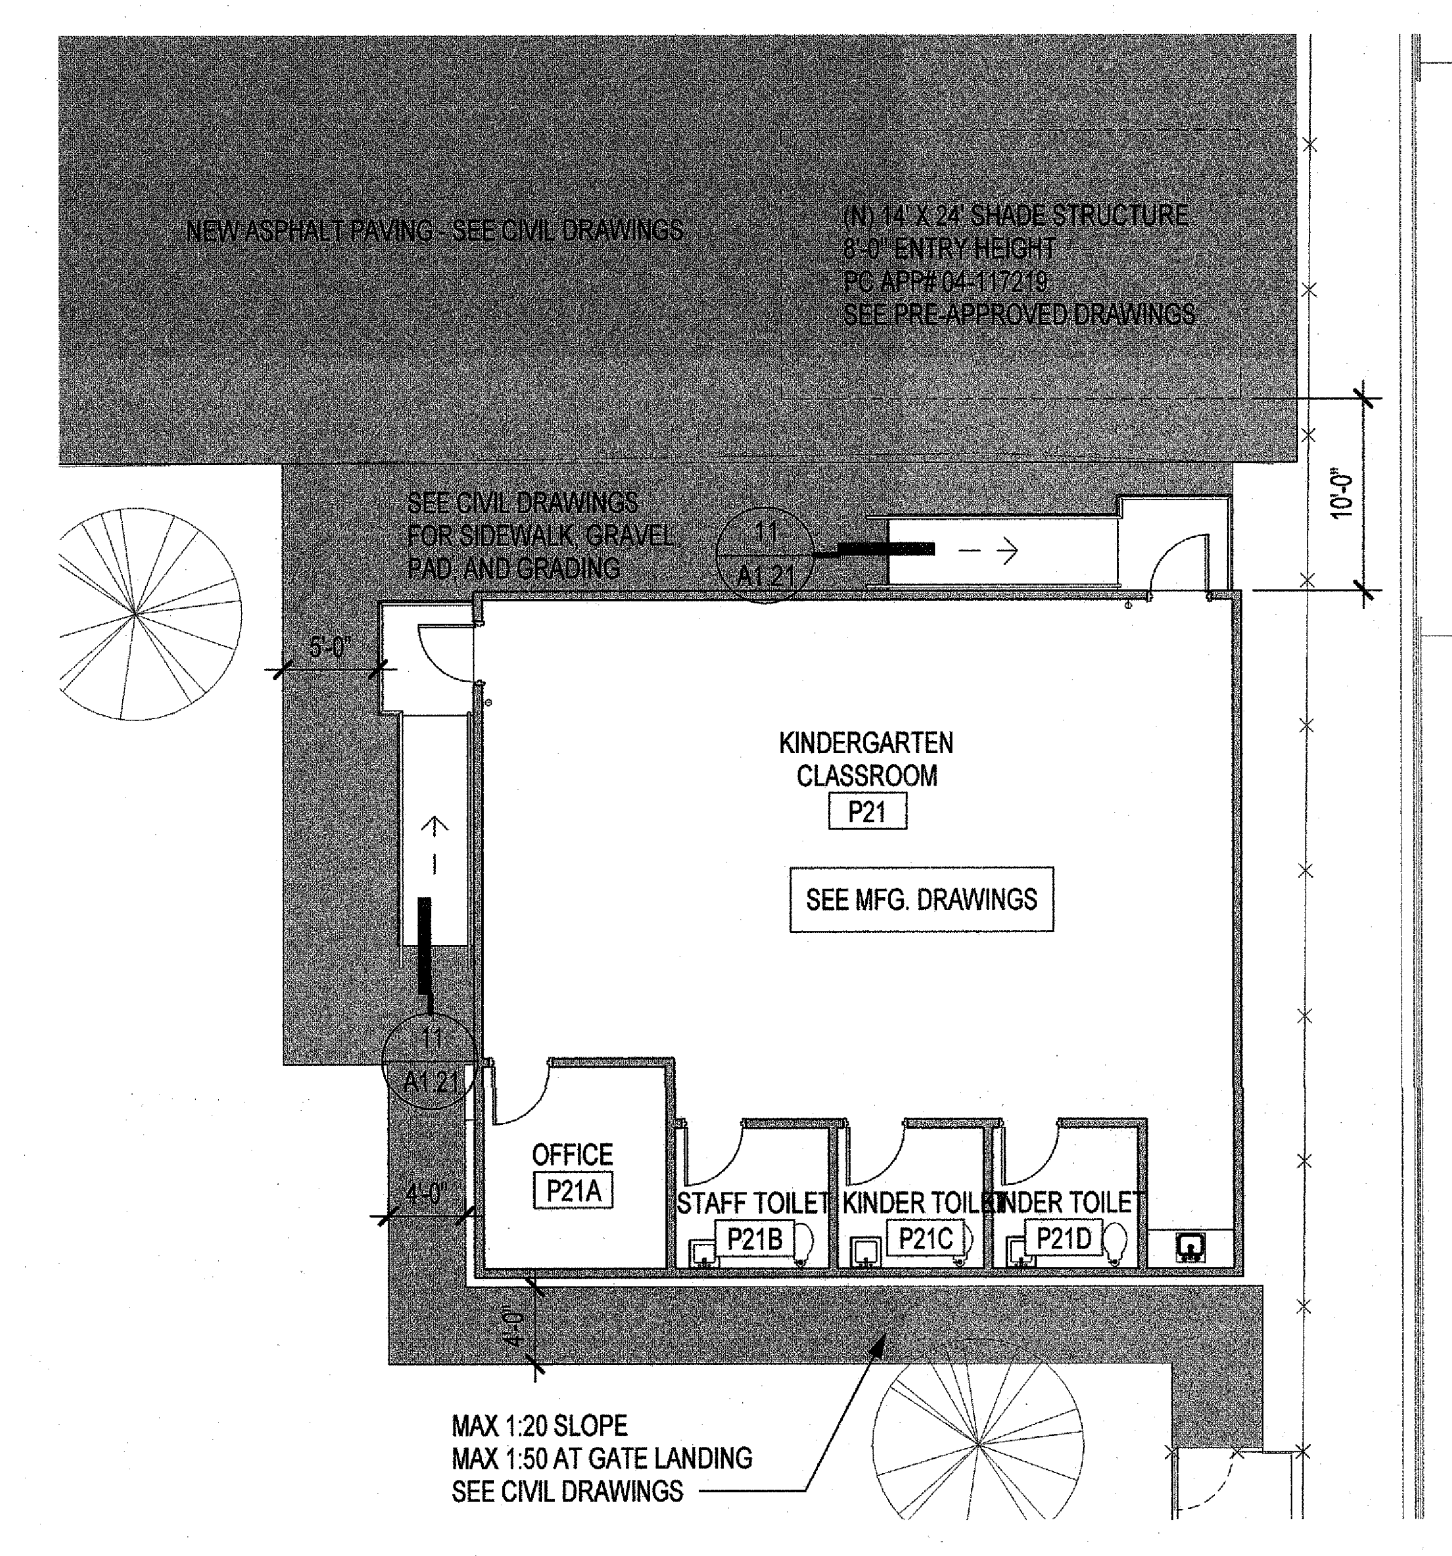 NEW ASPHALT PAVING - SEE CIVIL DRAWINGS
(N) 14' X 24' SHADE STRUCTURE
8'-0" ENTRY HEIGHT
PC APP# 04-117219
SEE PRE-APPROVED DRAWINGS
10'-0"
SEE CIVIL DRAWINGS
FOR SIDEWALK, GRAVEL
PAD, AND GRADING
11
A1.21
5'-0"
KINDERGARTEN
CLASSROOM
P21
SEE MFG. DRAWINGS
11
A1.21
OFFICE
P21A
4'-0"
STAFF TOILET
P21B
KINDER TOILET
P21C
KINDER TOILET
P21D
4'-0"
MAX 1:20 SLOPE
MAX 1:50 AT GATE LANDING
SEE CIVIL DRAWINGS